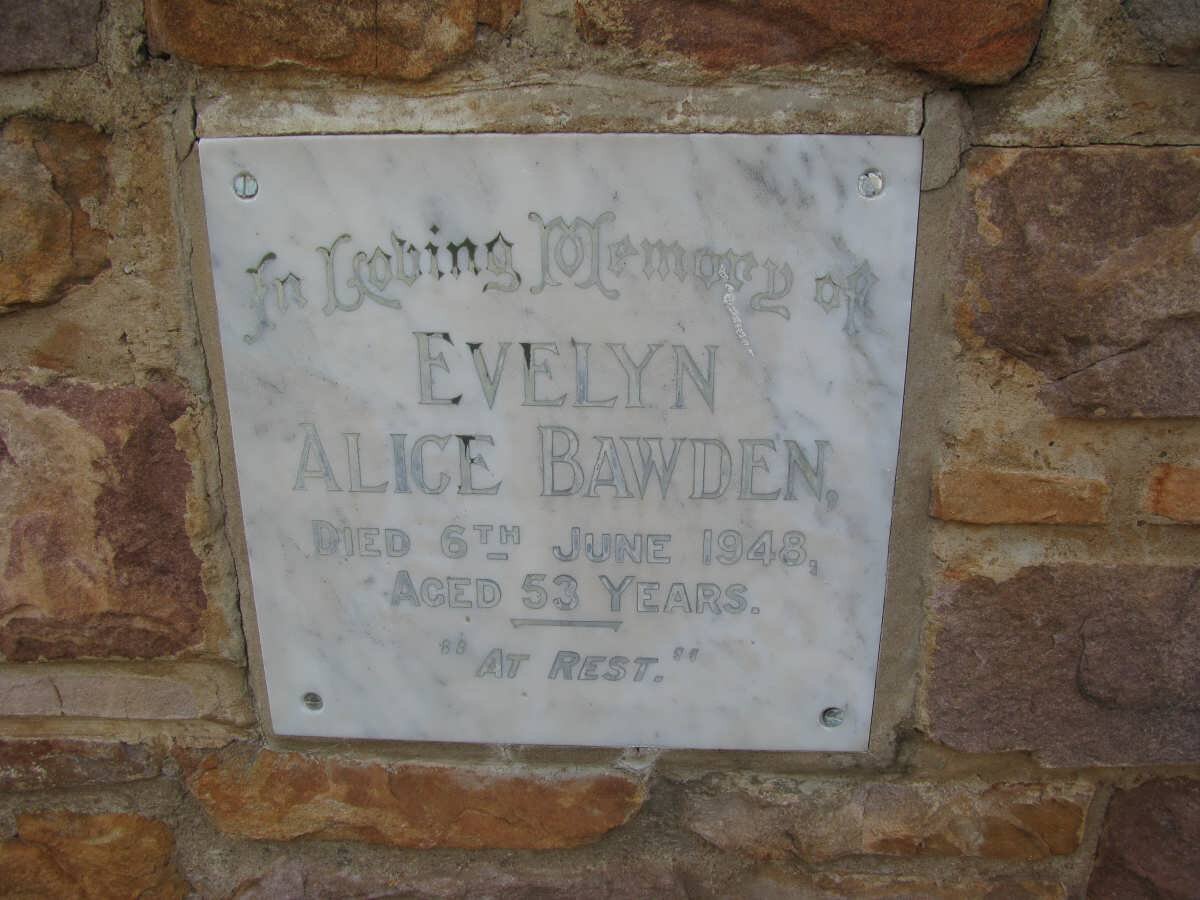 In Loving Memory of
EVELYN
ALICE BAWDEN,
DIED 6TH JUNE 1948,
AGED 53 YEARS.
"AT REST."